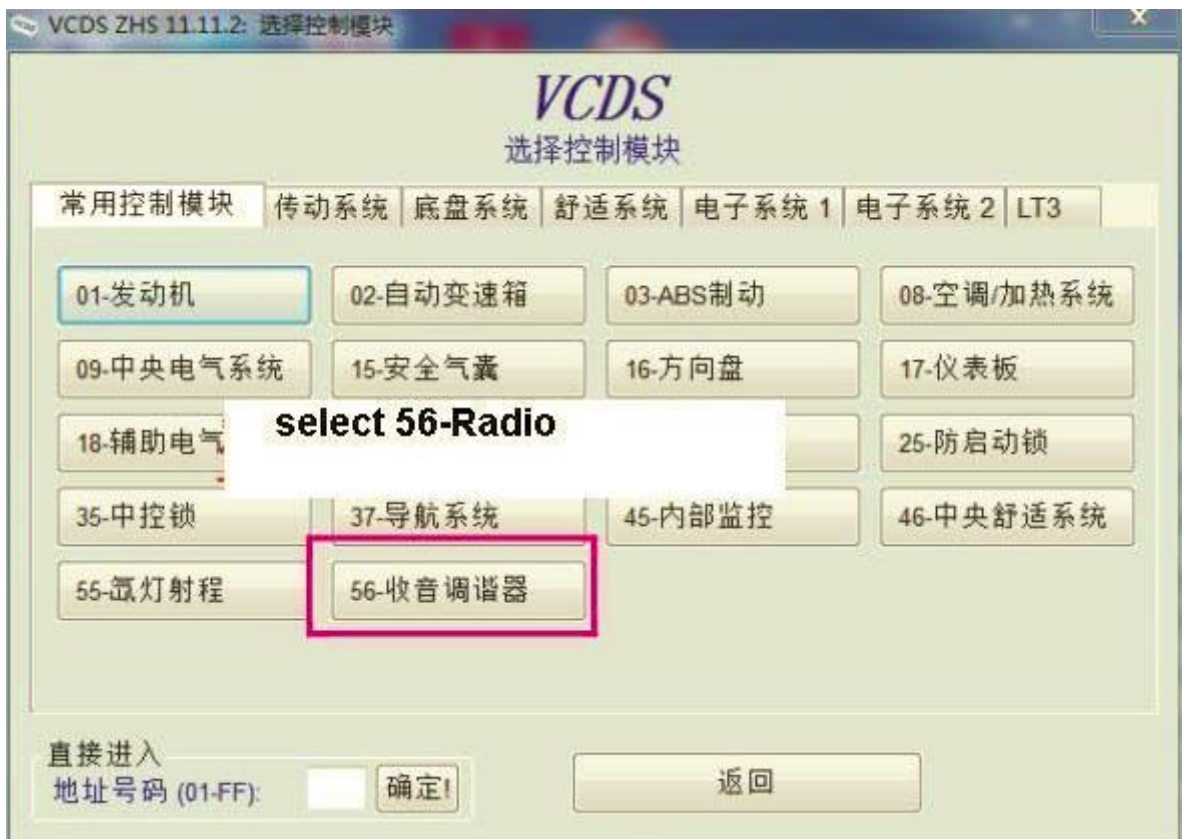 VCDS ZHS 11.11.2: 选择控制模块
VCDS
选择控制模块
常用控制模块 传动系统 底盘系统 舒适系统 电子系统 1 电子系统 2 LT3
01-发动机 02-自动变速箱 03-ABS制动 08-空调/加热系统
09-中央电气系统 15-安全气囊 16-方向盘 17-仪表板
select 56-Radio
18-辅助电气 25-防启动锁
35-中控锁 37-导航系统 45-内部监控 46-中央舒适系统
55-氙灯射程 56-收音调谐器
直接进入
地址号码 (01-FF): 确定! 返回